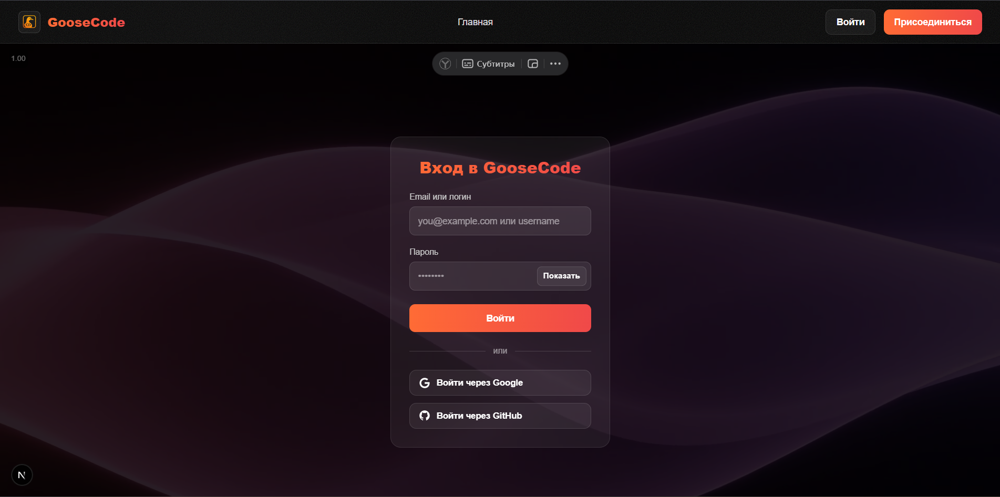 GooseCode
Главная
Войти
Присоединиться
1.00
Субтитры
Вход в GooseCode
Email или логин
you@example.com или username
Пароль
••••••••
Показать
Войти
или
Войти через Google
Войти через GitHub